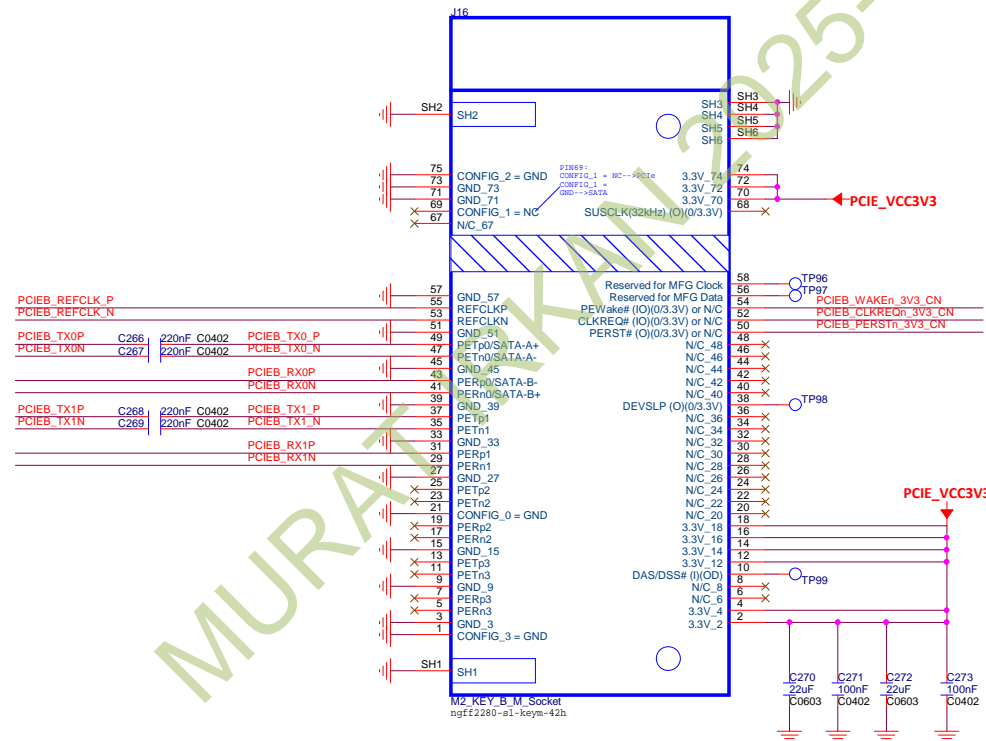 J16
SH2
SH2
SH3
SH4
SH5
SH6
SH3
SH4
SH5
SH6
75
73
71
69
67
CONFIG_2 = GND
GND_73
GND_71
CONFIG_1 = NC
N/C_67
PIN69:
CONFIG_1 = NC-->PCIe
CONFIG_1 =
GND-->SATA
3.3V_74
3.3V_72
3.3V_70
SUSCLK(32kHz) (O)(0/3.3V)
74
72
70
68
PCIE_VCC3V3
PCIEB_REFCLK_P
PCIEB_REFCLK_N
PCIEB_TX0P C266 220nF C0402 PCIEB_TX0_P
PCIEB_TX0N C267 220nF C0402 PCIEB_TX0_N
PCIEB_RX0P
PCIEB_RX0N
PCIEB_TX1P C268 220nF C0402 PCIEB_TX1_P
PCIEB_TX1N C269 220nF C0402 PCIEB_TX1_N
PCIEB_RX1P
PCIEB_RX1N
57 GND_57
55 REFCLKP
53 REFCLKN
51 GND_51
49 PETp0/SATA-A+
47 PETn0/SATA-A-
45 GND_45
43 PERp0/SATA-B-
41 PERn0/SATA-B+
39 GND_39
37 PETp1
35 PETn1
33 GND_33
31 PERp1
29 PERn1
27 GND_27
25 PETp2
23 PETn2
21 CONFIG_0 = GND
19 PERp2
17 PERn2
15 GND_15
13 PETp3
11 PETn3
9 GND_9
7 PERp3
5 PERn3
3 GND_3
1 CONFIG_3 = GND
SH1 SH1
Reserved for MFG Clock 58 TP96
Reserved for MFG Data 56 TP97
PEWake# (IO)(0/3.3V) or N/C 54 PCIEB_WAKEn_3V3_CN
CLKREQ# (IO)(0/3.3V) or N/C 52 PCIEB_CLKREQn_3V3_CN
PERST# (O)(0/3.3V) or N/C 50 PCIEB_PERSTn_3V3_CN
N/C_48 48
N/C_46 46
N/C_44 44
N/C_42 42
N/C_40 40
DEVSLP (O)(0/3.3V) 38 TP98
N/C_36 36
N/C_34 34
N/C_32 32
N/C_30 30
N/C_28 28
N/C_26 26
N/C_24 24
N/C_22 22
N/C_20 20
3.3V_18 18
3.3V_16 16
3.3V_14 14
3.3V_12 12
DAS/DSS# (I)(OD) 10 TP99
N/C_8 8
N/C_6 6
3.3V_4 4
3.3V_2 2
PCIE_VCC3V3
C270
22uF
C0603
C271
100nF
C0402
C272
22uF
C0603
C273
100nF
C0402
M2_KEY_B_M_Socket
ngff2280-s1-keym-42h